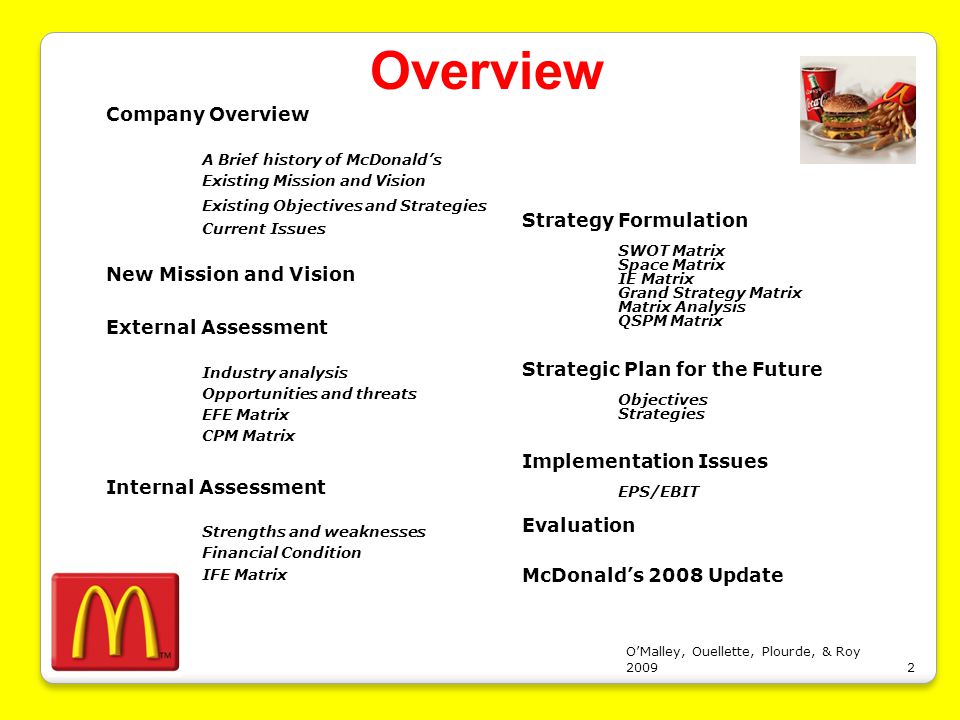 Overview
Company Overview
A Brief history of McDonald’s
Existing Mission and Vision
Existing Objectives and Strategies
Current Issues
New Mission and Vision
External Assessment
Industry analysis
Opportunities and threats
EFE Matrix
CPM Matrix
Internal Assessment
Strengths and weaknesses
Financial Condition
IFE Matrix
Strategy Formulation
SWOT Matrix
Space Matrix
IE Matrix
Grand Strategy Matrix
Matrix Analysis
QSPM Matrix
Strategic Plan for the Future
Objectives
Strategies
Implementation Issues
EPS/EBIT
Evaluation
McDonald’s 2008 Update
TM
O’Malley, Ouellette, Plourde, & Roy
2009
2